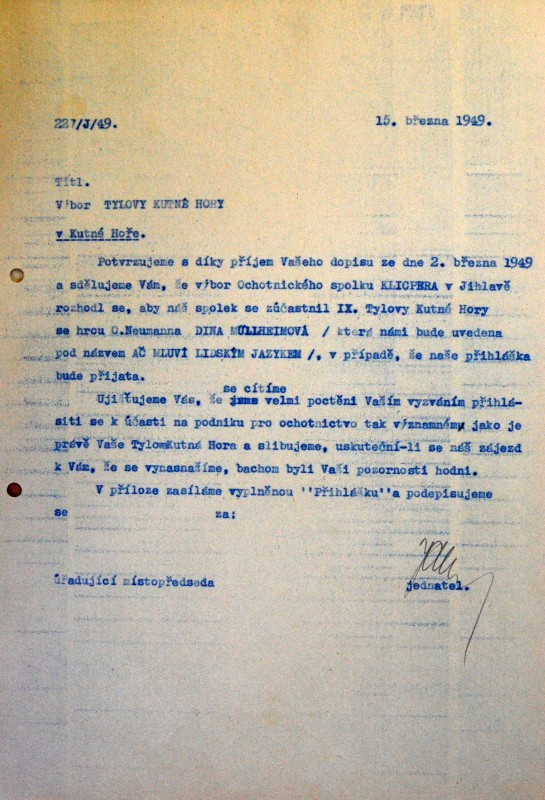 227/J/49.
15. března 1949.
Titl.
Výbor TYLOVY KUTNÉ HORY
v Kutné Hoře.
Potvrzujeme s díky příjem Vašeho dopisu ze dne 2. března 1949
a sdělujeme Vám, že výbor Ochotnického spolku KLICPERA v Jihlavě
rozhodl se, aby náš spolek se zúčastnil IX. Tylovy Kutné Hory
se hrou O.Neumanna DINA MÜLLHEIMOVÁ / která námi bude uvedena
pod názvem AČ MLUVÍ LIDSKÝM JAZYKEM /, v případě, že naše přihláška
bude přijata.
se cítíme
Ujišťujeme Vás, že jsme velmi poctěni Vaším vyzváním přihlá-
siti se k účasti na podniku pro ochotnictvo tak významnému jako je
právě Vaše Tylova Kutná Hora a slibujeme, uskuteční-li se náš zájezd
k Vám, že se vynasnažíme, bachom byli Vaší pozornosti hodni.
V příloze zasíláme vyplněnou ''Přihlášku''a podepisujeme
se za;
úřadující místopředseda
jednatel.